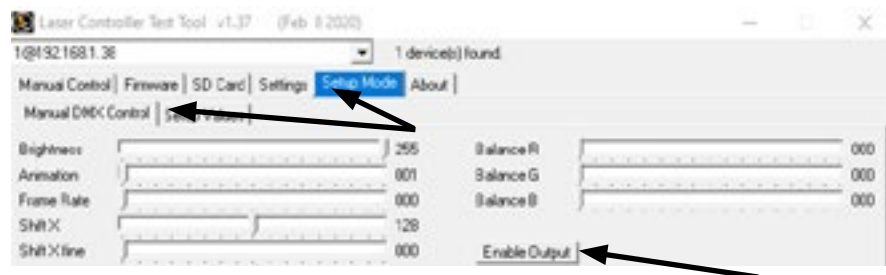 Laser Controller Test Tool v1.37 (Feb 8 2020)
1@192.168.1.36 1 device(s) found.
Manual Control Firmware SD Card Settings Setup Mode About
Manual DMX Control
Brightness 255 Balance R 000
Animation 001 Balance G 000
Frame Rate 000 Balance B 000
Shift X 128
Shift X fine 000 Enable Output